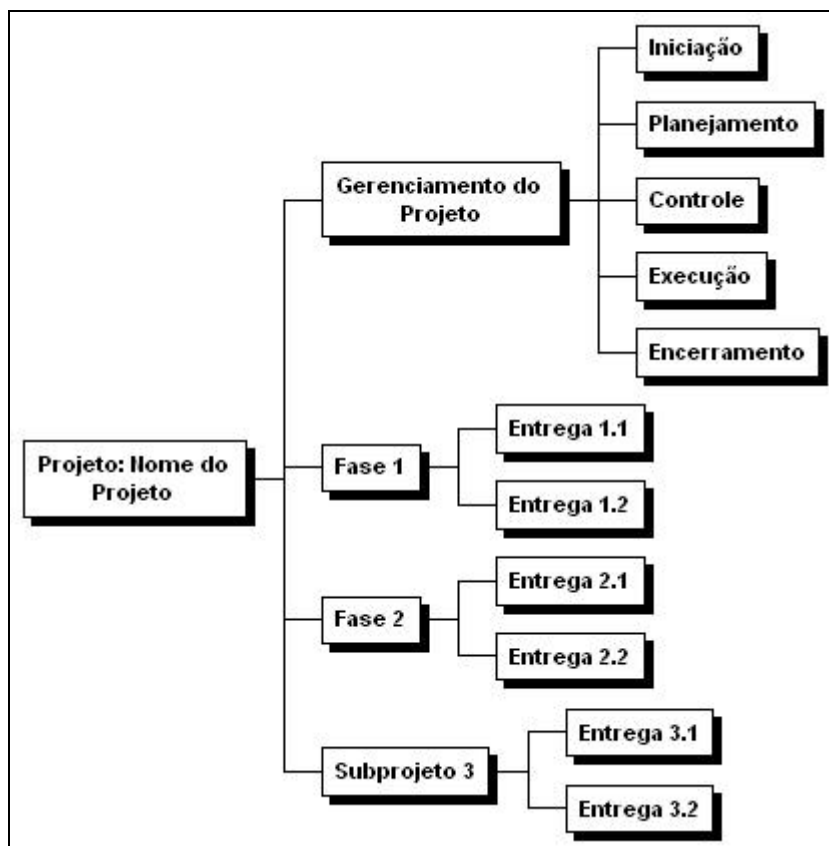 Projeto: Nome do
Projeto
Gerenciamento do
Projeto
Iniciação
Planejamento
Controle
Execução
Encerramento
Fase 1
Entrega 1.1
Entrega 1.2
Fase 2
Entrega 2.1
Entrega 2.2
Subprojeto 3
Entrega 3.1
Entrega 3.2